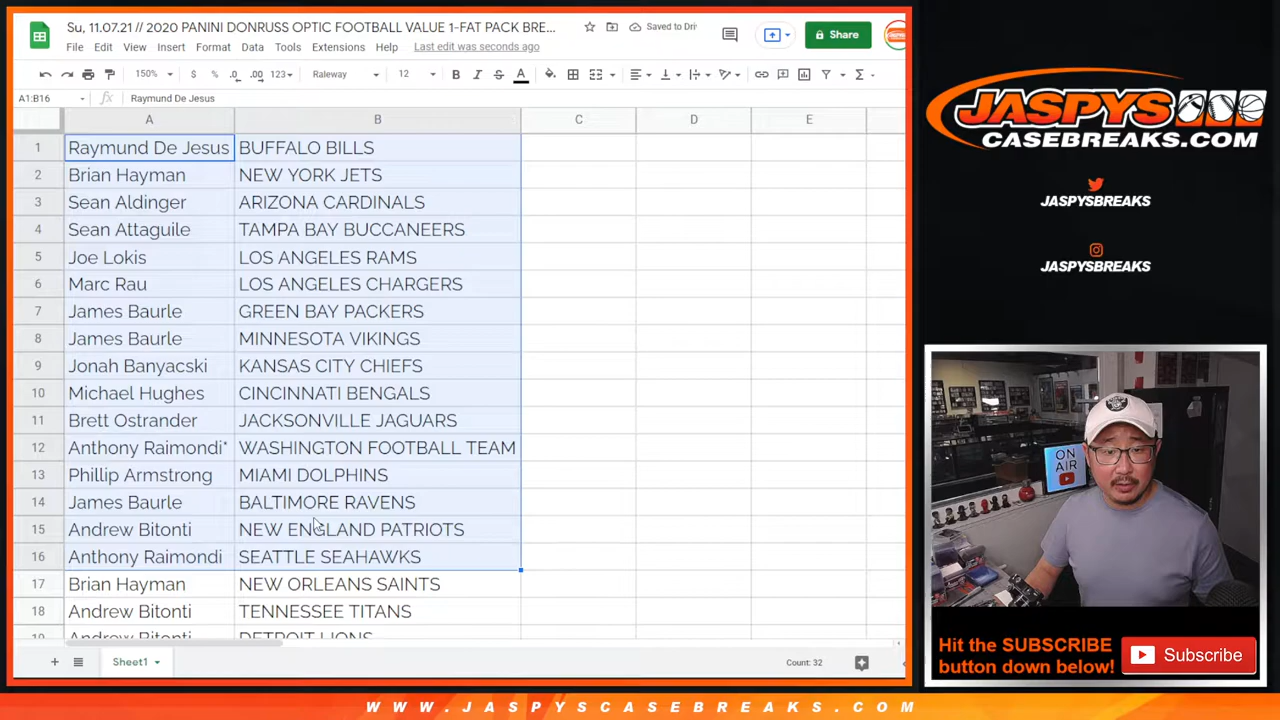 Su, 11.07.21 // 2020 PANINI DONRUSS OPTIC FOOTBALL VALUE 1-FAT PACK BRE...
Saved to Dri
Share
File Edit View Insert Format Data Tools Extensions Help Last edit was seconds ago
150% $ % .0 .00 123 Raleway 12 B I S A
A1:B16 fx Raymund De Jesus
A B C D E
1 Raymund De Jesus BUFFALO BILLS
2 Brian Hayman NEW YORK JETS
3 Sean Aldinger ARIZONA CARDINALS
4 Sean Attaguile TAMPA BAY BUCCANEERS
5 Joe Lokis LOS ANGELES RAMS
6 Marc Rau LOS ANGELES CHARGERS
7 James Baurle GREEN BAY PACKERS
8 James Baurle MINNESOTA VIKINGS
9 Jonah Banyacski KANSAS CITY CHIEFS
10 Michael Hughes CINCINNATI BENGALS
11 Brett Ostrander JACKSONVILLE JAGUARS
12 Anthony Raimondi* WASHINGTON FOOTBALL TEAM
13 Phillip Armstrong MIAMI DOLPHINS
14 James Baurle BALTIMORE RAVENS
15 Andrew Bitonti NEW ENGLAND PATRIOTS
16 Anthony Raimondi SEATTLE SEAHAWKS
17 Brian Hayman NEW ORLEANS SAINTS
18 Andrew Bitonti TENNESSEE TITANS
19 Andrew Bitonti DETROIT LIONS
Sheet1
Count: 32
JASPYS
CASEBREAKS.COM
JASPYSBREAKS
JASPYSBREAKS
ON
AIR
Hit the SUBSCRIBE
button down below!
Subscribe
WWW.JASPYSCASEBREAKS.COM